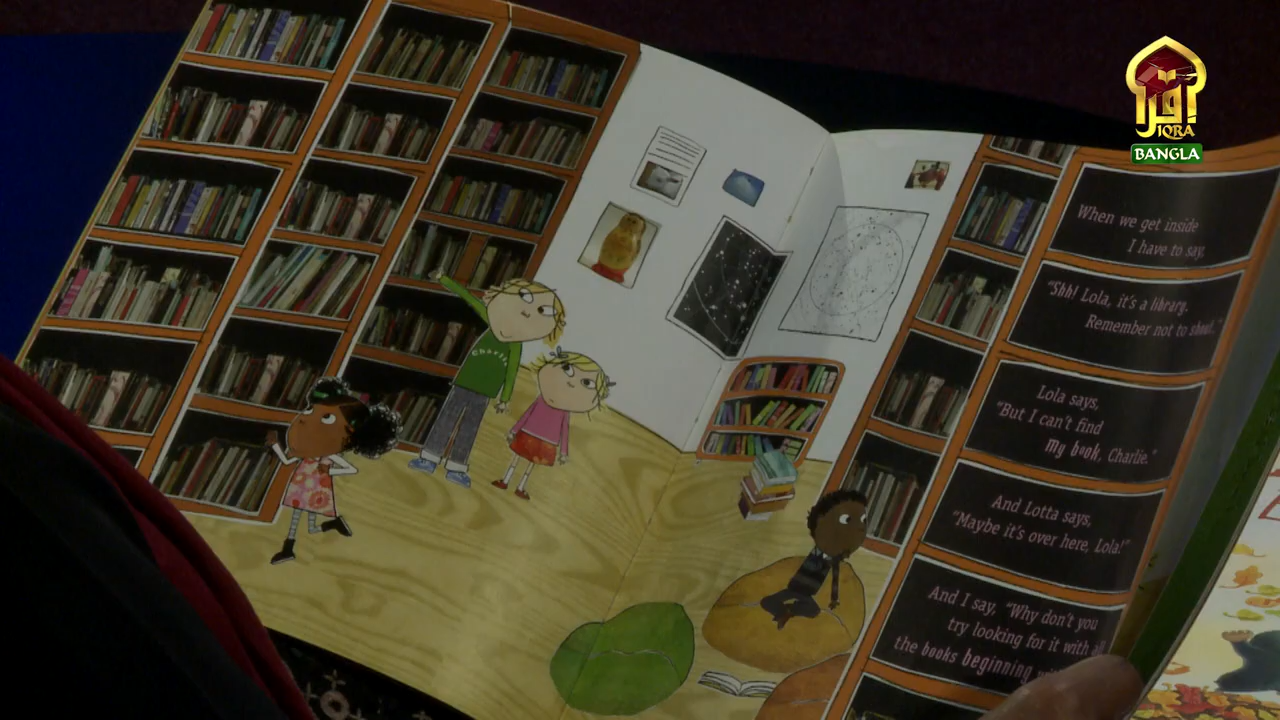 اقرأ
IQRA
BANGLA
Charlie
When we get inside
I have to say,
"Shh! Lola, it's a library.
Remember not to shout."
Lola says,
"But I can't find
my book, Charlie."
And Lotta says,
"Maybe it's over here, Lola!"
And I say, "Why don't you
try looking for it with all
the books beginning